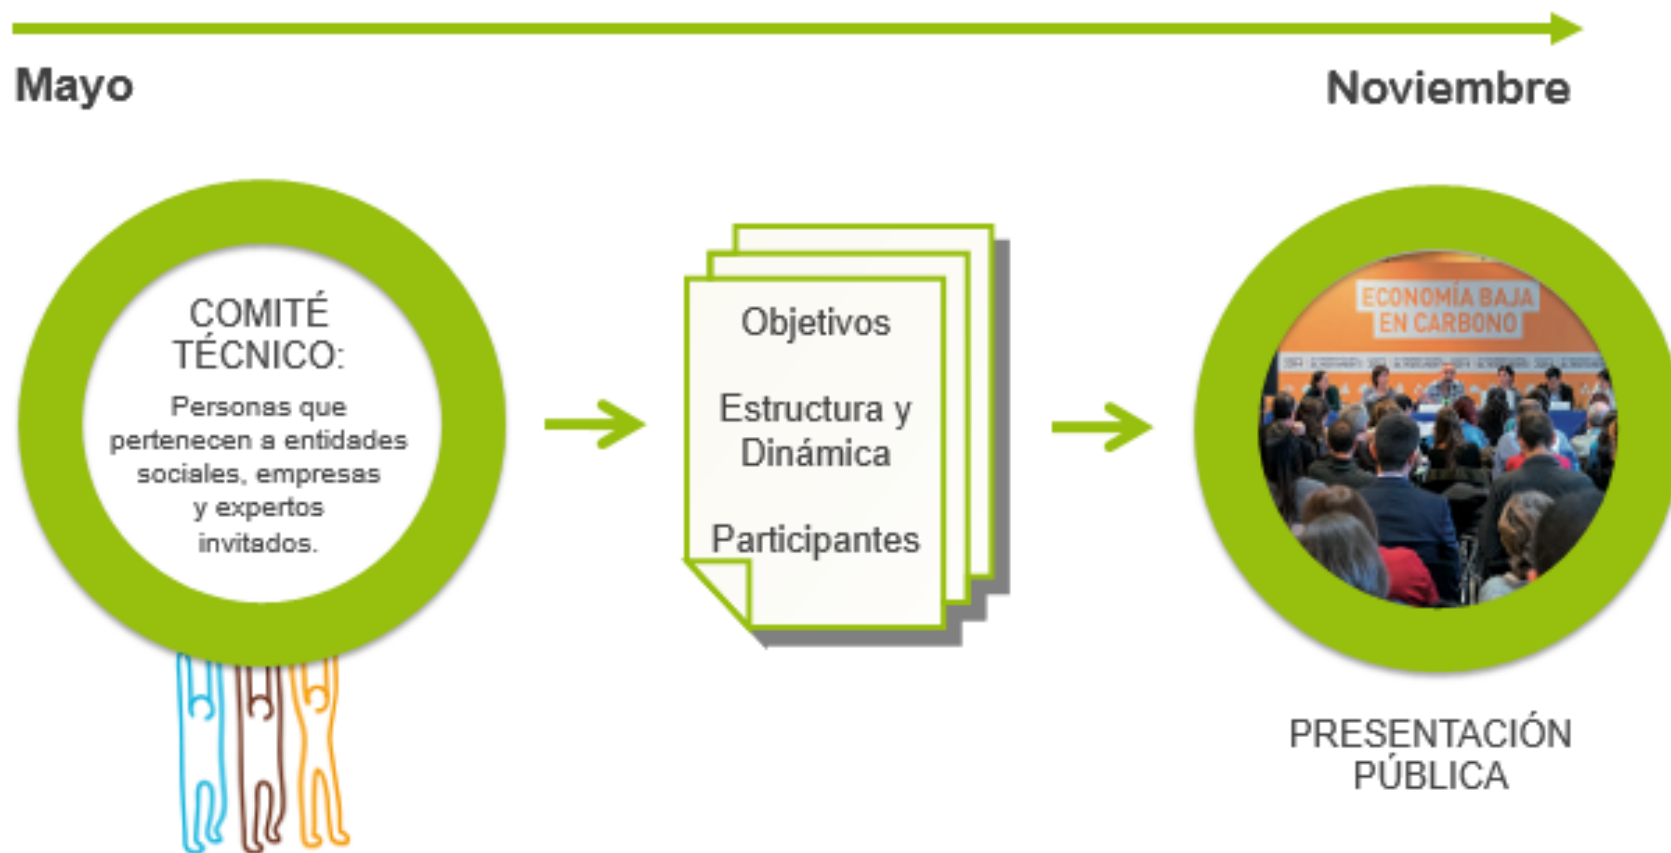 Mayo
Noviembre
COMITÉ
TÉCNICO:
Personas que
pertenecen a entidades
sociales, empresas
y expertos
invitados.
Objetivos
Estructura y
Dinámica
Participantes
ECONOMÍA BAJA
EN CARBONO
PRESENTACIÓN
PÚBLICA